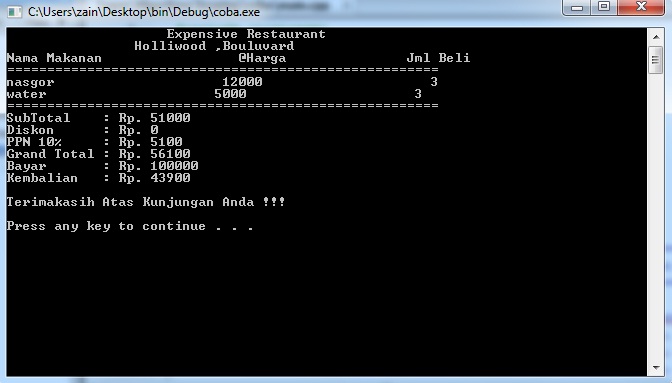 C:\Users\zain\Desktop\bin\Debug\coba.exe
Expensive Restaurant
Holliwood ,Bouluvard
Nama Makanan @Harga Jml Beli
======================================================
nasgor 12000 3
water 5000 3
======================================================
SubTotal : Rp. 51000
Diskon : Rp. 0
PPN 10% : Rp. 5100
Grand Total : Rp. 56100
Bayar : Rp. 100000
Kembalian : Rp. 43900
Terimakasih Atas Kunjungan Anda !!!
Press any key to continue . . .